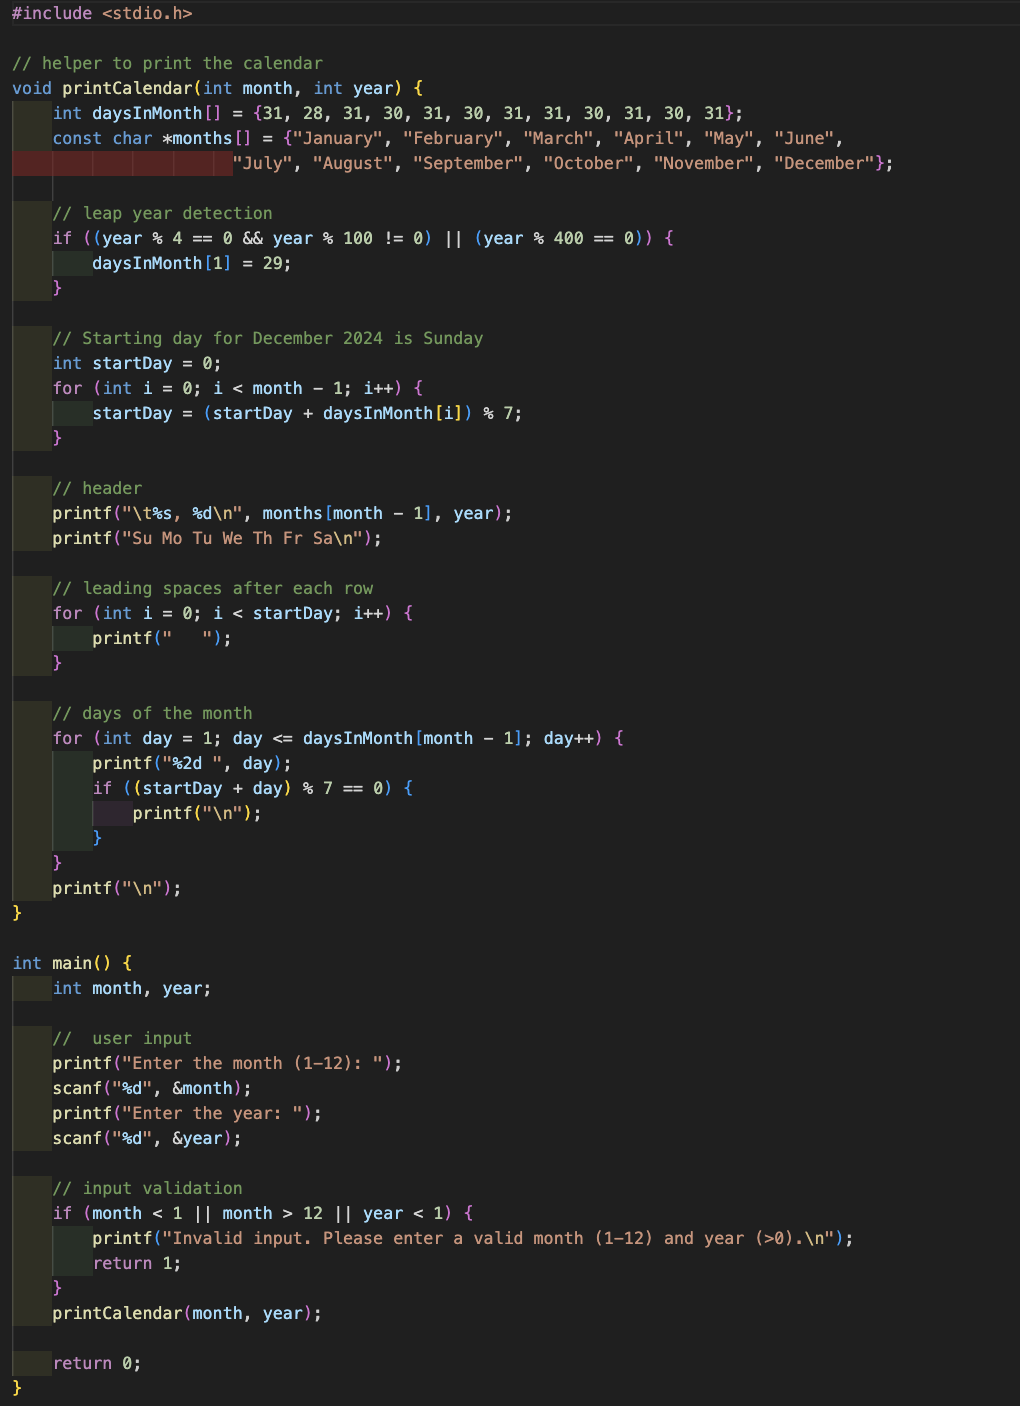 #include <stdio.h>

// helper to print the calendar
void printCalendar(int month, int year) {
    int daysInMonth[] = {31, 28, 31, 30, 31, 30, 31, 31, 30, 31, 30, 31};
    const char *months[] = {"January", "February", "March", "April", "May", "June",
                      "July", "August", "September", "October", "November", "December"};

    // leap year detection
    if ((year % 4 == 0 && year % 100 != 0) || (year % 400 == 0)) {
        daysInMonth[1] = 29;
    }

    // Starting day for December 2024 is Sunday
    int startDay = 0;
    for (int i = 0; i < month - 1; i++) {
        startDay = (startDay + daysInMonth[i]) % 7;
    }

    // header
    printf("\t%s, %d\n", months[month - 1], year);
    printf("Su Mo Tu We Th Fr Sa\n");

    // leading spaces after each row
    for (int i = 0; i < startDay; i++) {
        printf("   ");
    }

    // days of the month
    for (int day = 1; day <= daysInMonth[month - 1]; day++) {
        printf("%2d ", day);
        if ((startDay + day) % 7 == 0) {
            printf("\n");
        }
    }
    printf("\n");
}

int main() {
    int month, year;

    //  user input
    printf("Enter the month (1-12): ");
    scanf("%d", &month);
    printf("Enter the year: ");
    scanf("%d", &year);

    // input validation
    if (month < 1 || month > 12 || year < 1) {
        printf("Invalid input. Please enter a valid month (1-12) and year (>0).\n");
        return 1;
    }
    printCalendar(month, year);

    return 0;
}